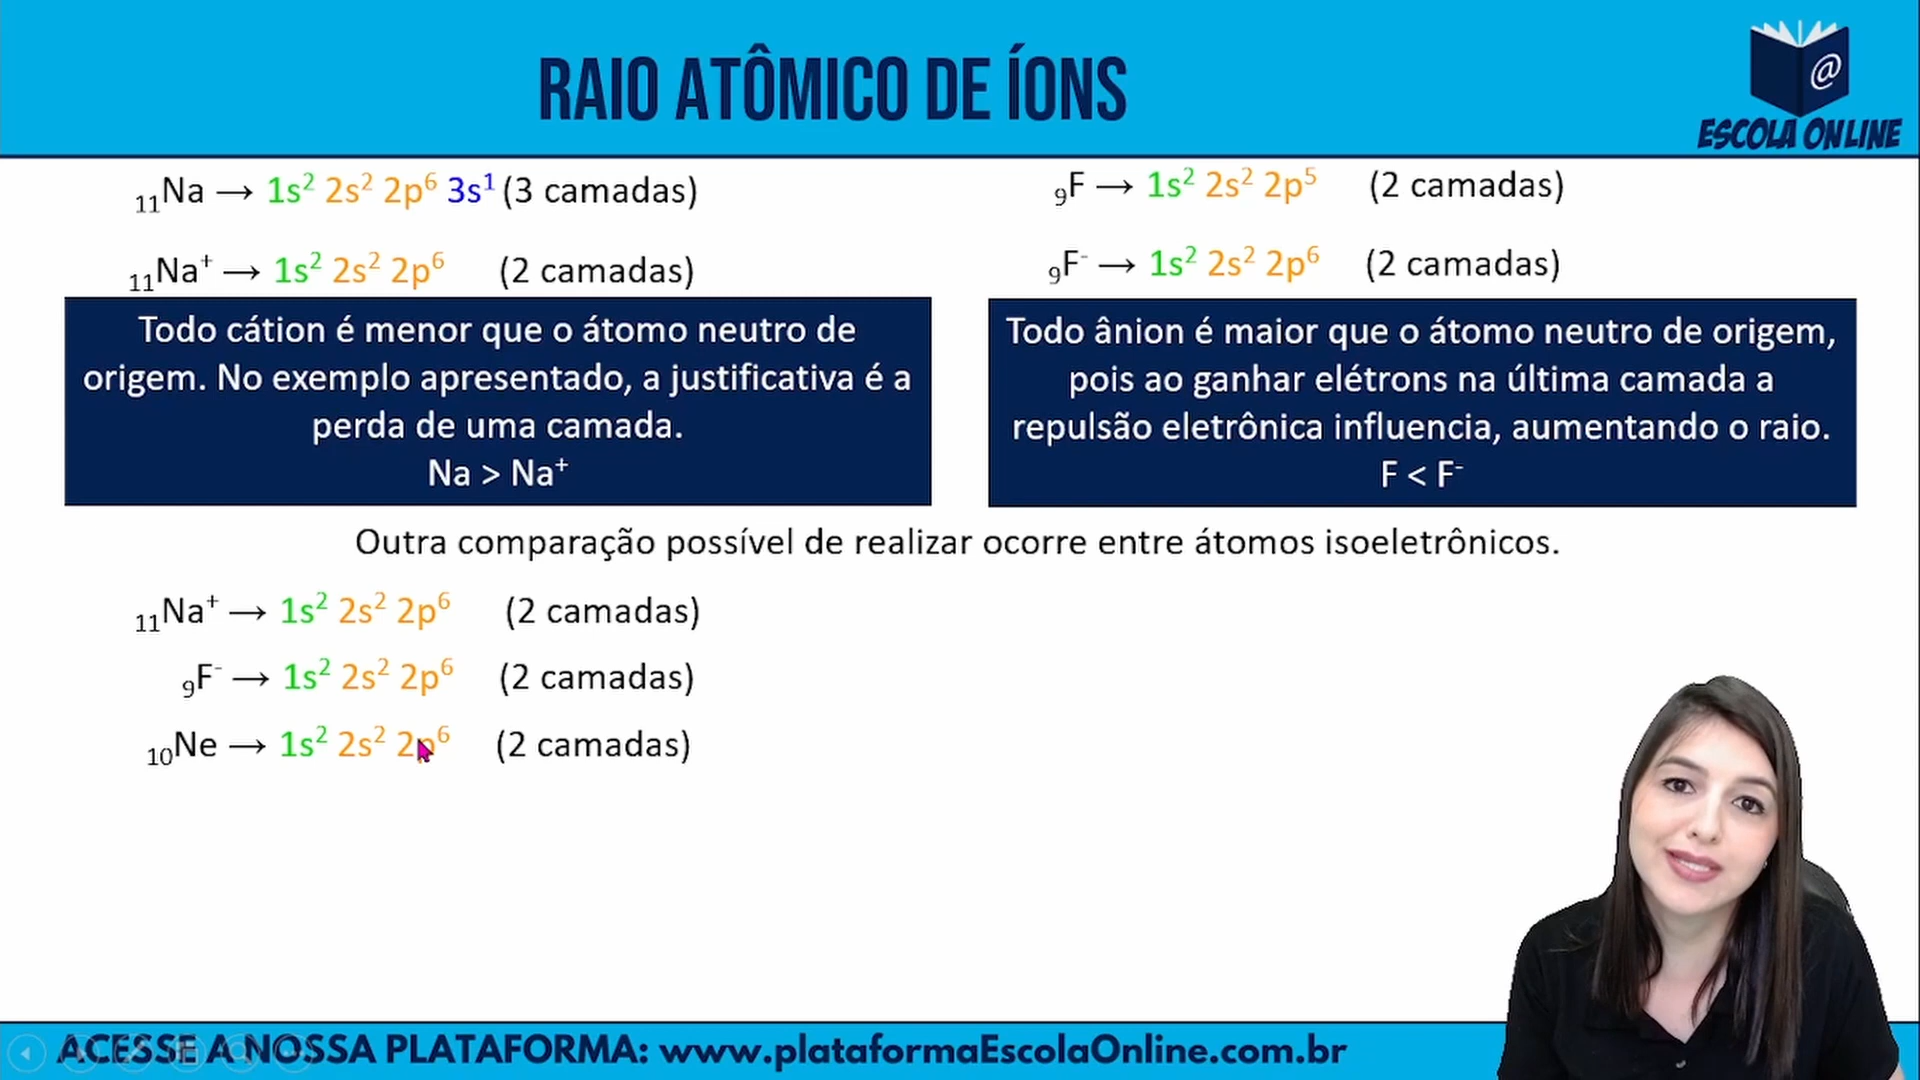 RAIO ATÔMICO DE ÍONS
@
ESCOLA ONLINE
₁₁Na → 1s² 2s² 2p⁶ 3s¹ (3 camadas)
₁₁Na⁺ → 1s² 2s² 2p⁶ (2 camadas)
₉F → 1s² 2s² 2p⁵ (2 camadas)
₉F⁻ → 1s² 2s² 2p⁶ (2 camadas)
Todo cátion é menor que o átomo neutro de
origem. No exemplo apresentado, a justificativa é a
perda de uma camada.
Na > Na⁺
Todo ânion é maior que o átomo neutro de origem,
pois ao ganhar elétrons na última camada a
repulsão eletrônica influencia, aumentando o raio.
F < F⁻
Outra comparação possível de realizar ocorre entre átomos isoeletrônicos.
₁₁Na⁺ → 1s² 2s² 2p⁶ (2 camadas)
₉F⁻ → 1s² 2s² 2p⁶ (2 camadas)
₁₀Ne → 1s² 2s² 2p⁶ (2 camadas)
ACESSE A NOSSA PLATAFORMA: www.plataformaEscolaOnline.com.br